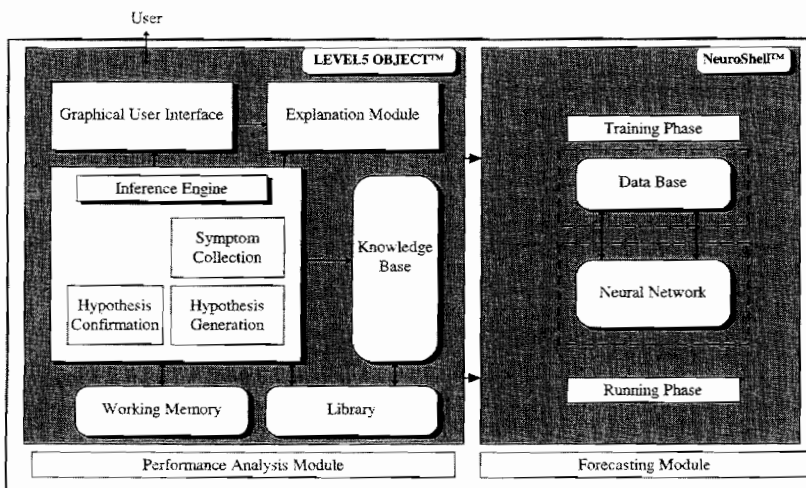 User
LEVEL5 OBJECT™
NeuroShell™
Graphical User Interface
Explanation Module
Training Phase
Inference Engine
Data Base
Symptom
Collection
Knowledge
Base
Neural Network
Hypothesis
Confirmation
Hypothesis
Generation
Working Memory
Library
Running Phase
Performance Analysis Module
Forecasting Module